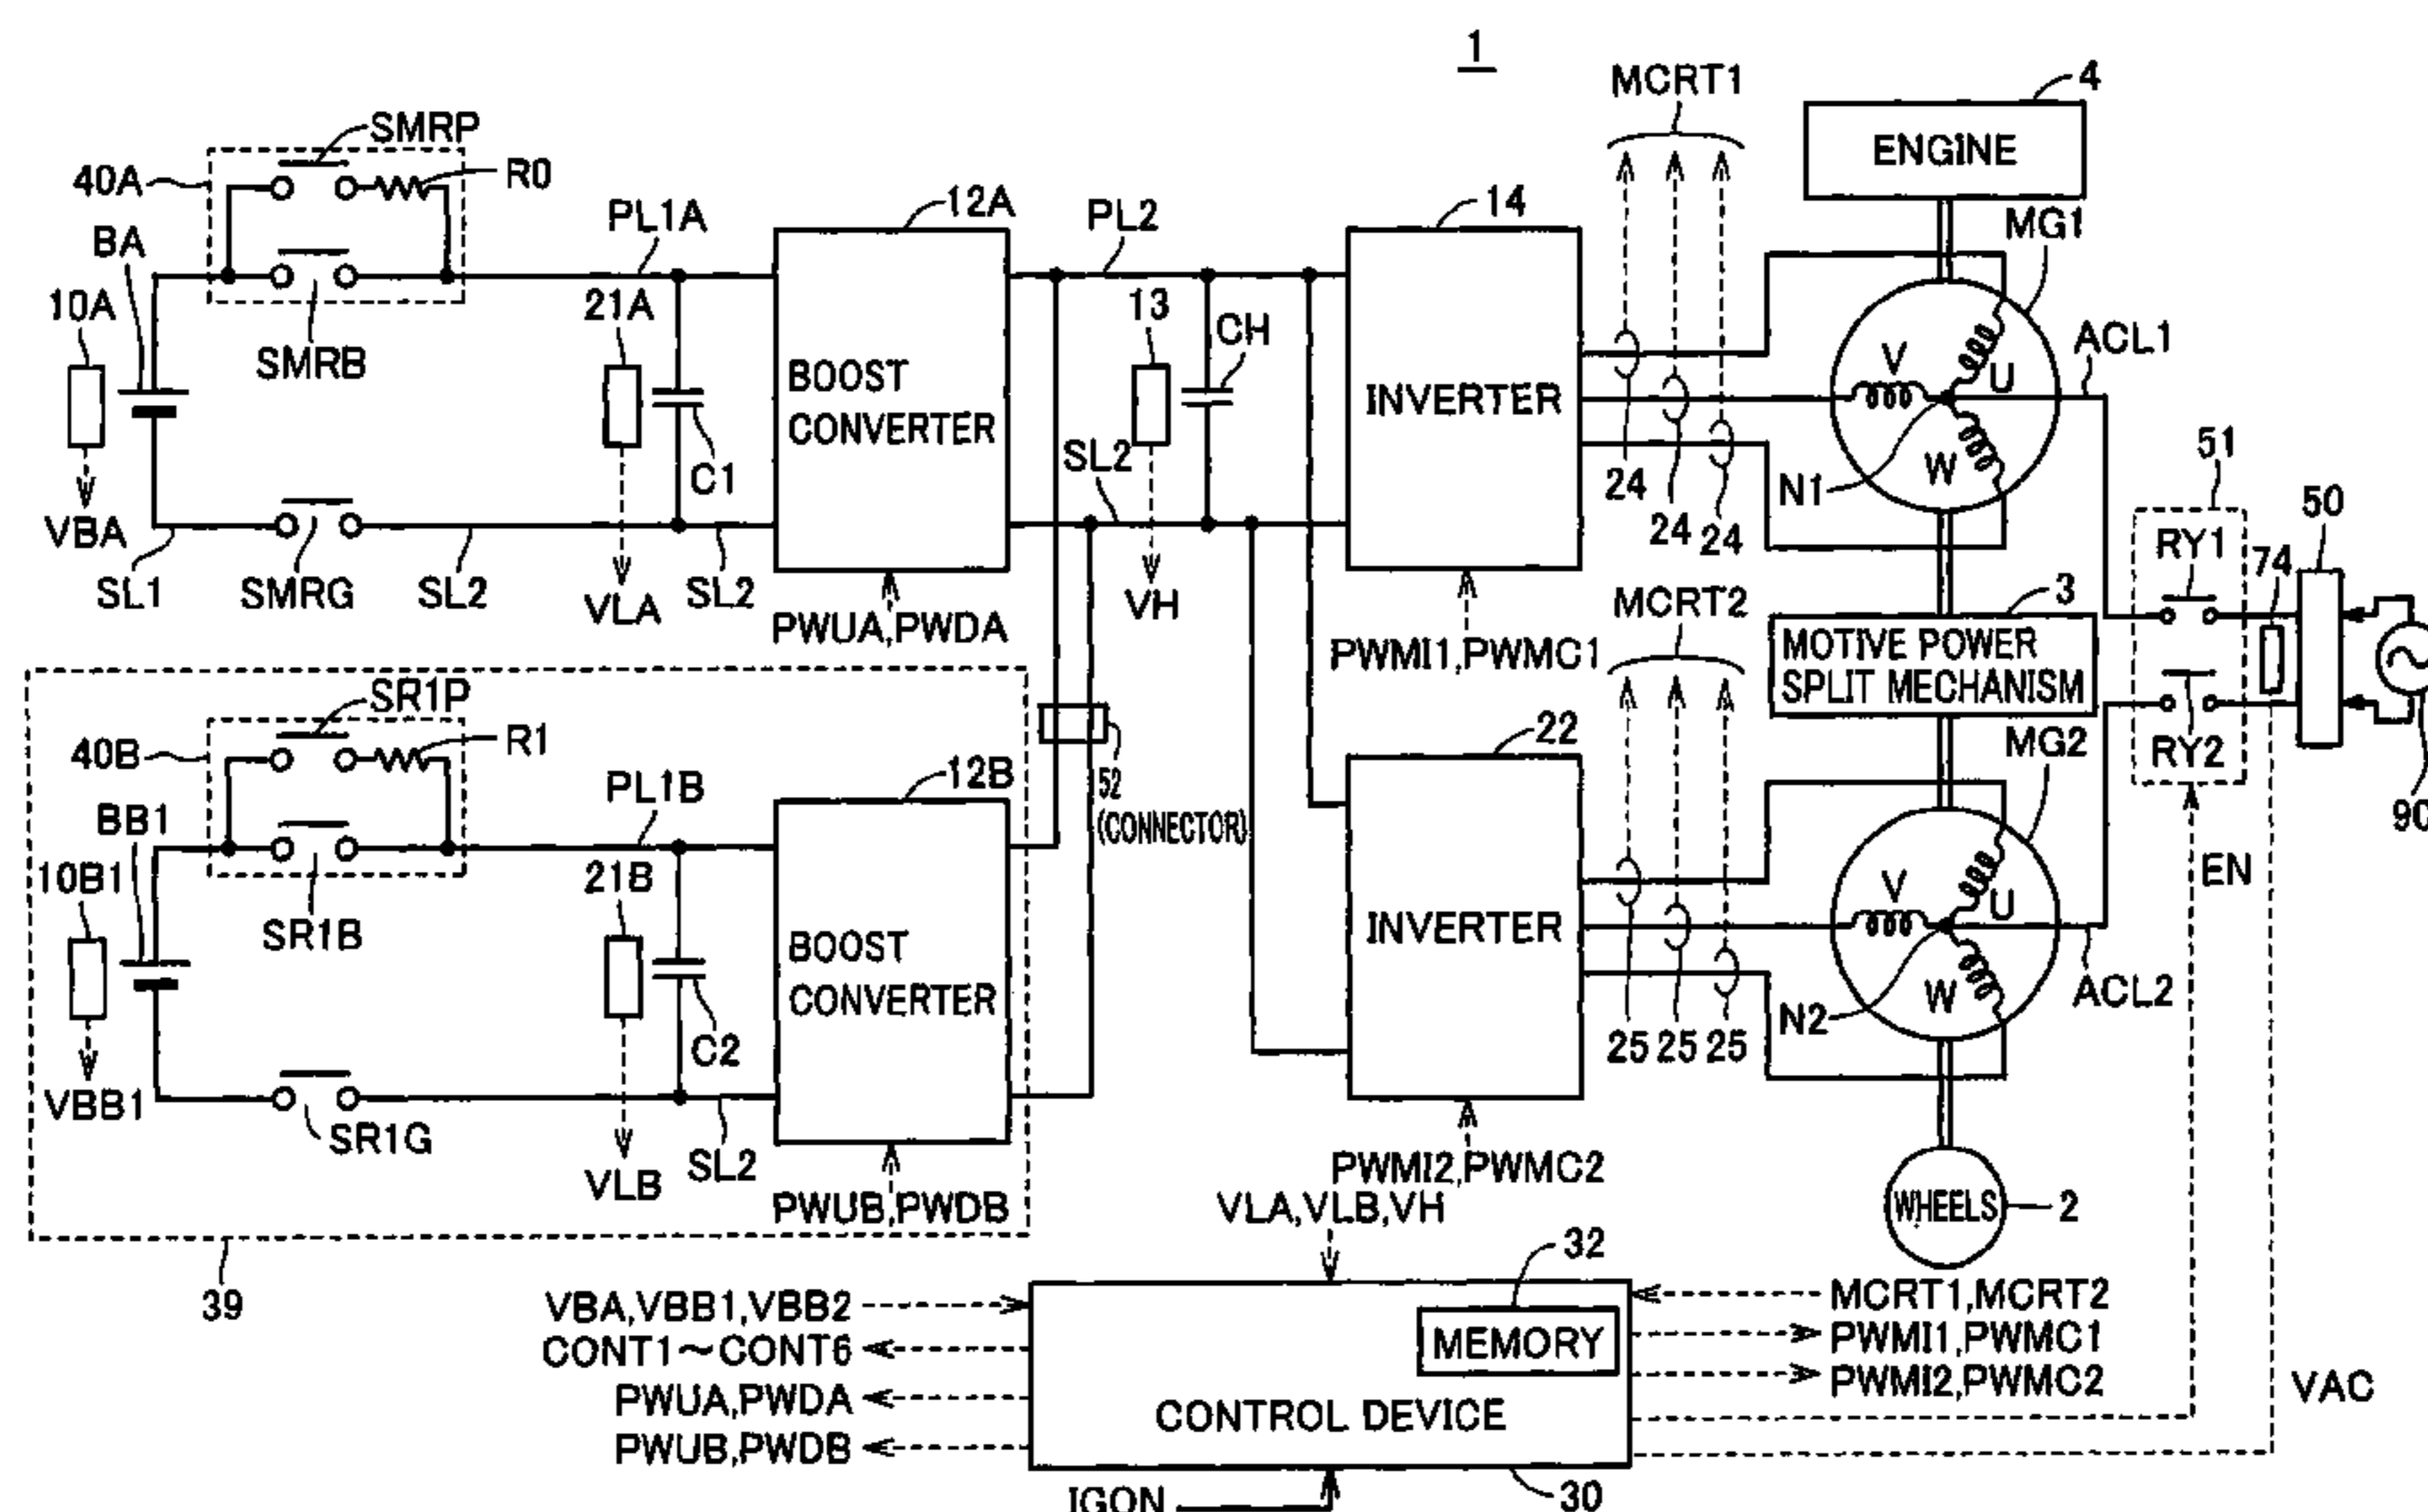 1
MCRT1
4
ENGINE
SMRP
40A
R0
BA
PL1A
12A
PL2
14
MG1
10A
SMRB
21A
BOOST
CONVERTER
13
CH
INVERTER
V
U
W
ACL1
C1
SL2
24
24
24
N1
51
50
VBA
SL1
SMRG
SL2
VLA
SL2
PWUA,PWDA
VH
PWMI1,PWMC1
MCRT2
3
MOTIVE POWER
SPLIT MECHANISM
RY1
74
RY2
90
SR1P
40B
R1
BB1
PL1B
12B
52
(CONNECTOR)
22
MG2
10B1
SR1B
21B
BOOST
CONVERTER
INVERTER
V
U
W
EN
ACL2
C2
25
25
25
N2
VBB1
SR1G
VLB
SL2
PWUB,PWDB
PWMI2,PWMC2
VLA,VLB,VH
WHEELS
2
39
32
VBA,VBB1,VBB2
CONT1~CONT6
PWUA,PWDA
PWUB,PWDB
MEMORY
CONTROL DEVICE
MCRT1,MCRT2
PWMI1,PWMC1
PWMI2,PWMC2
VAC
IGON
30